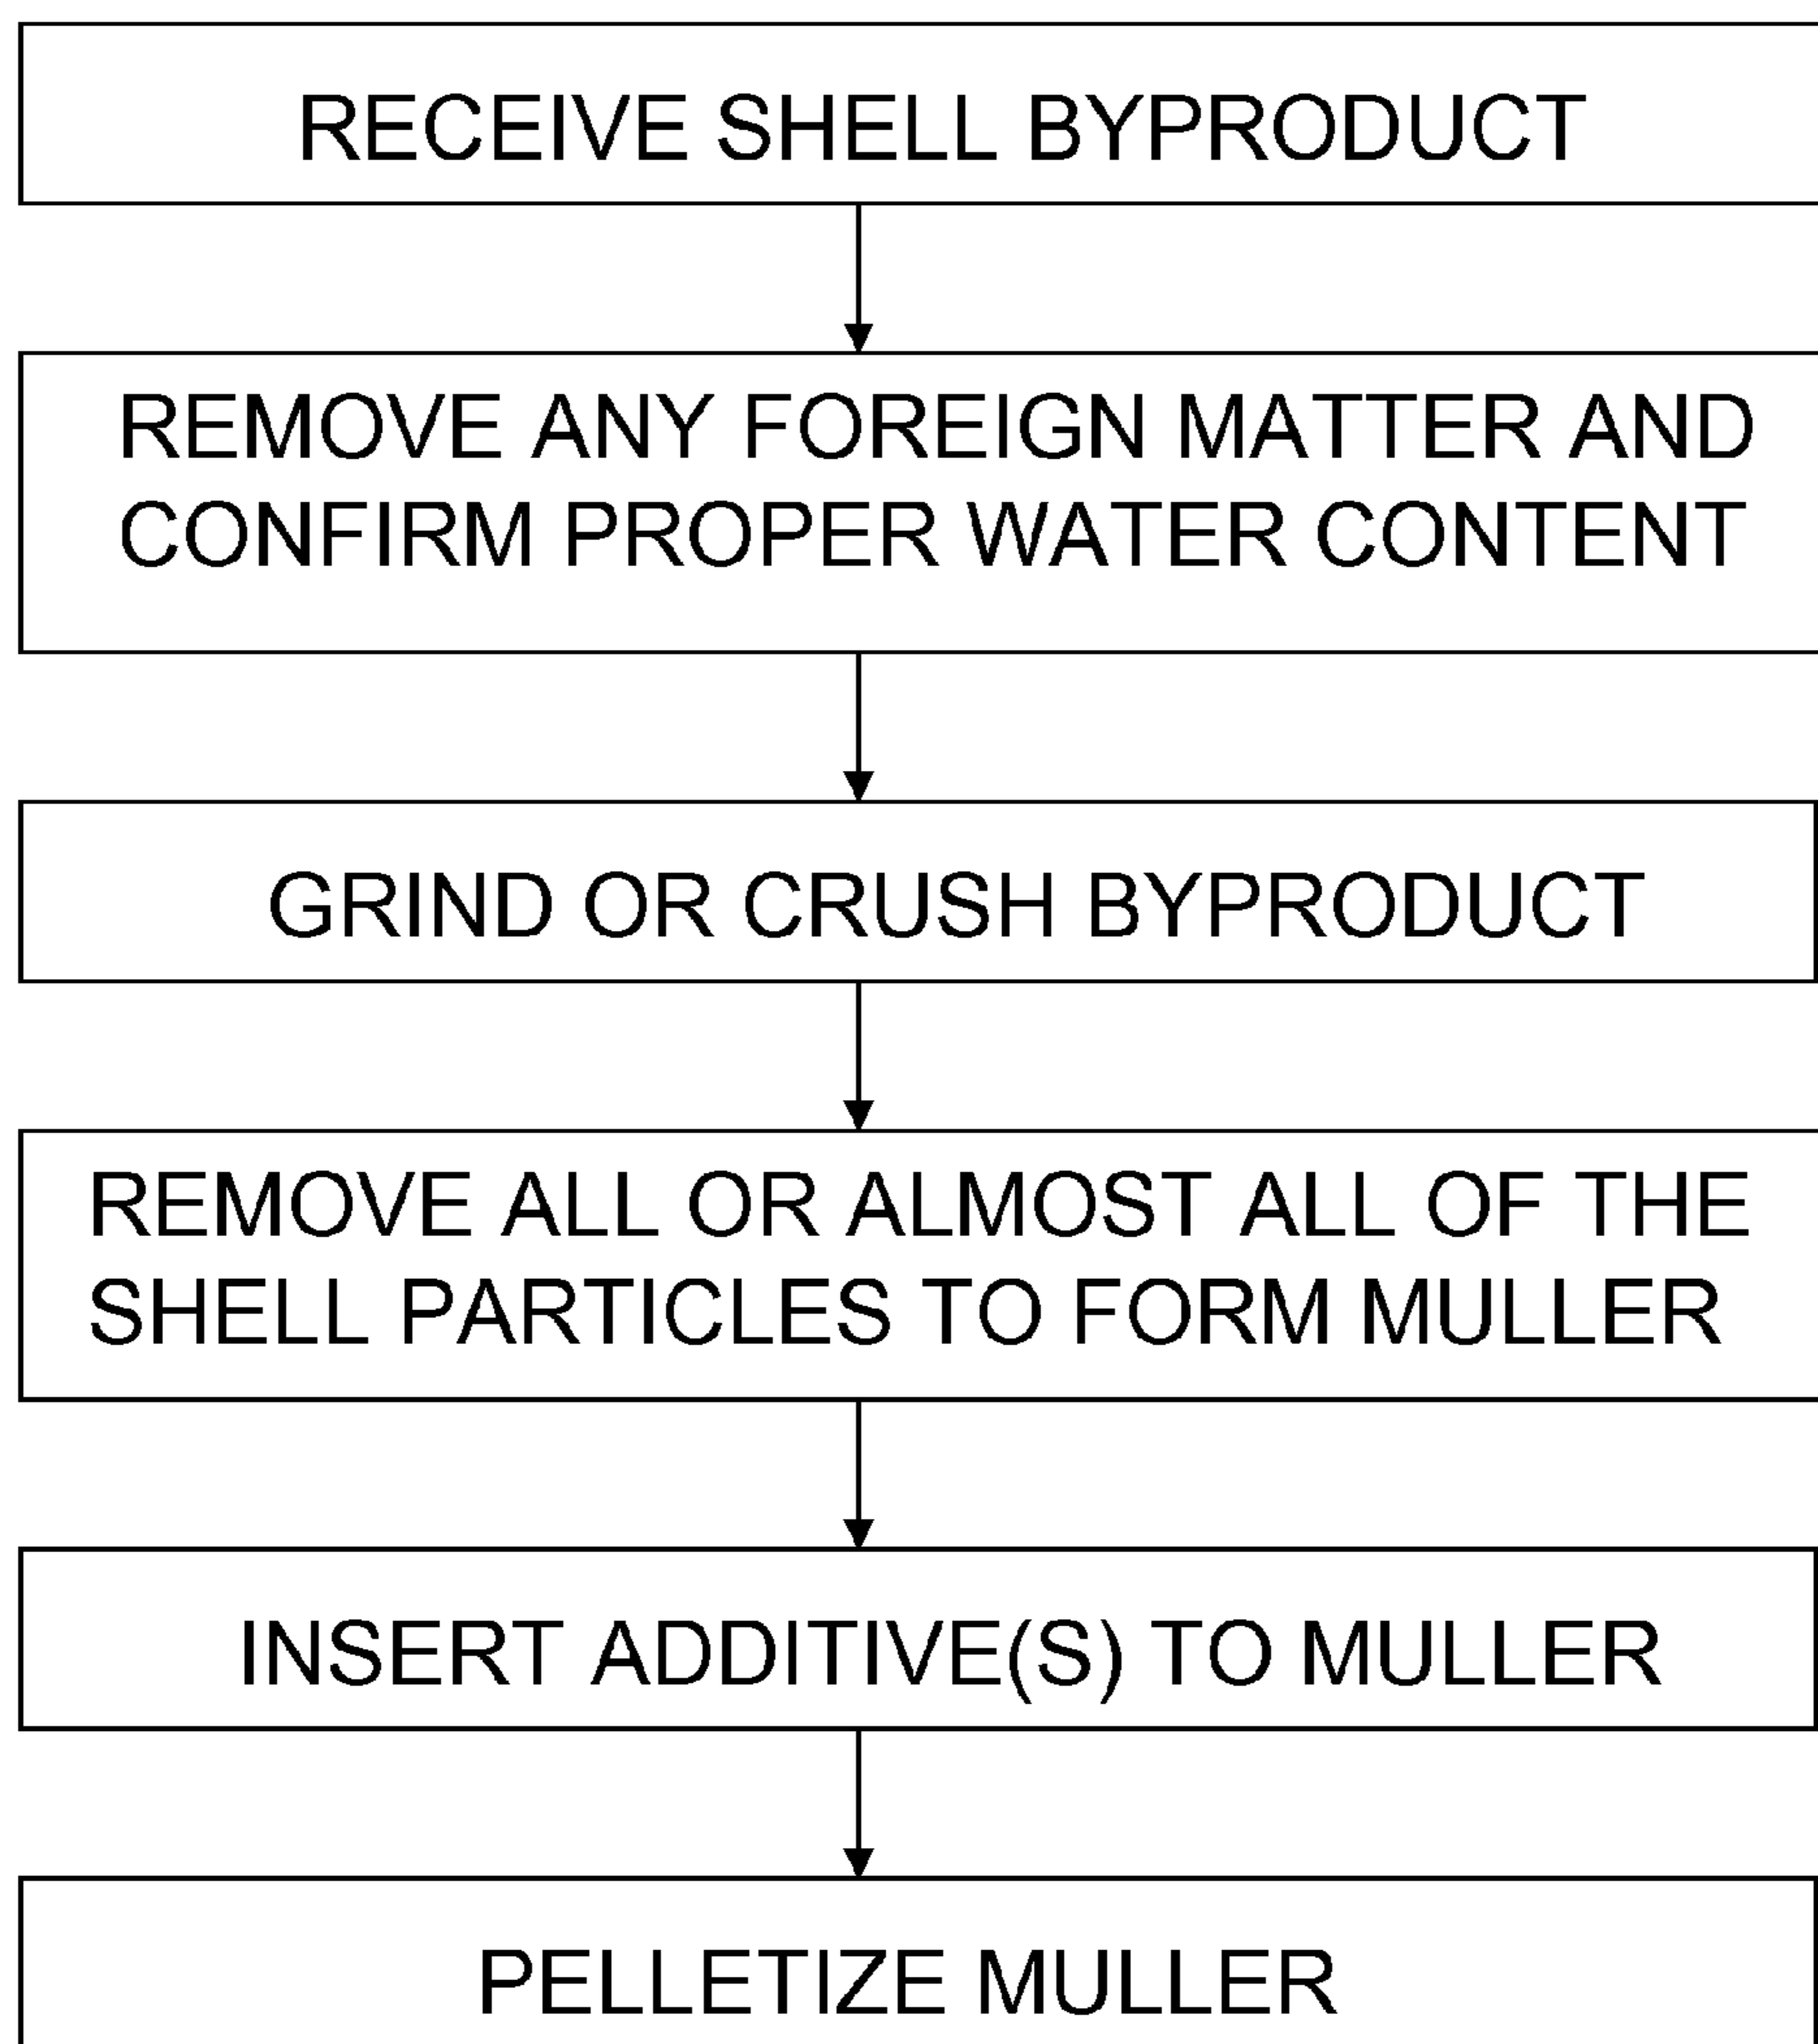 RECEIVE SHELL BYPRODUCT
REMOVE ANY FOREIGN MATTER AND
CONFIRM PROPER WATER CONTENT
GRIND OR CRUSH BYPRODUCT
REMOVE ALL OR ALMOST ALL OF THE
SHELL PARTICLES TO FORM MULLER
INSERT ADDITIVE(S) TO MULLER
PELLETIZE MULLER